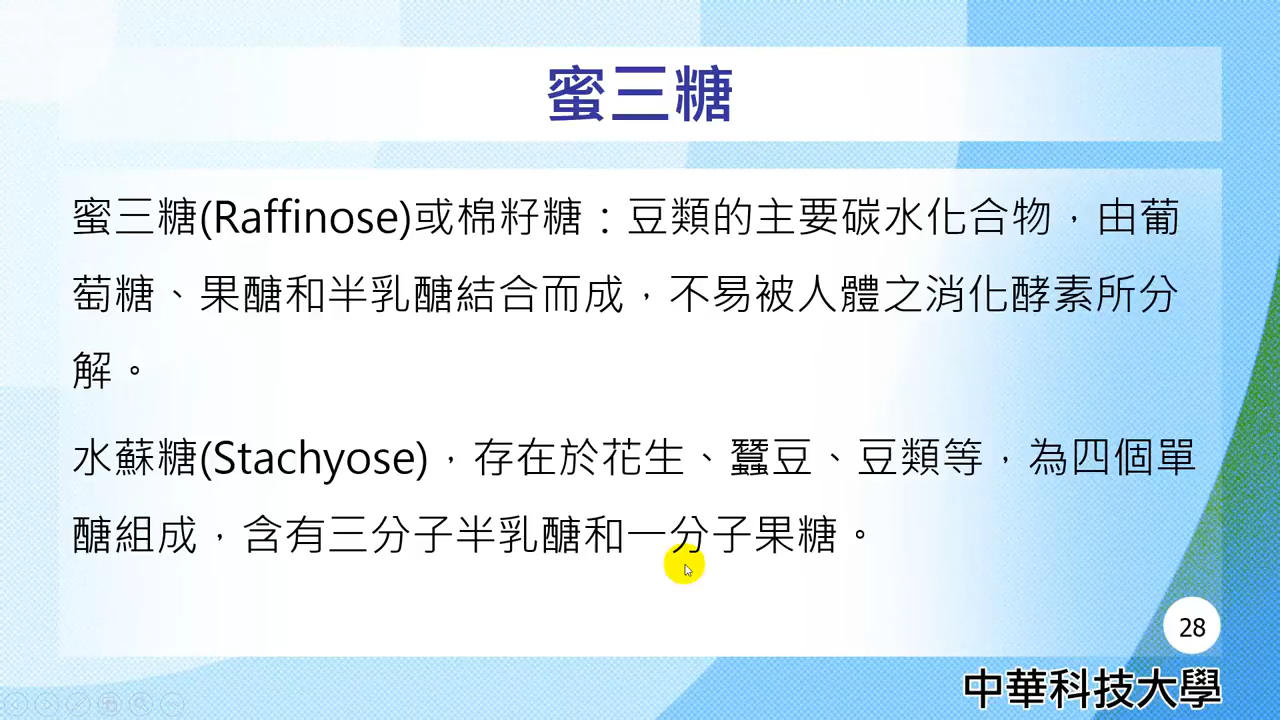 蜜三糖
蜜三糖(Raffinose)或棉籽糖：豆類的主要碳水化合物，由葡
萄糖、果醣和半乳醣結合而成，不易被人體之消化酵素所分
解。
水蘇糖(Stachyose)，存在於花生、蠶豆、豆類等，為四個單
醣組成，含有三分子半乳醣和一分子果糖。
28
中華科技大學